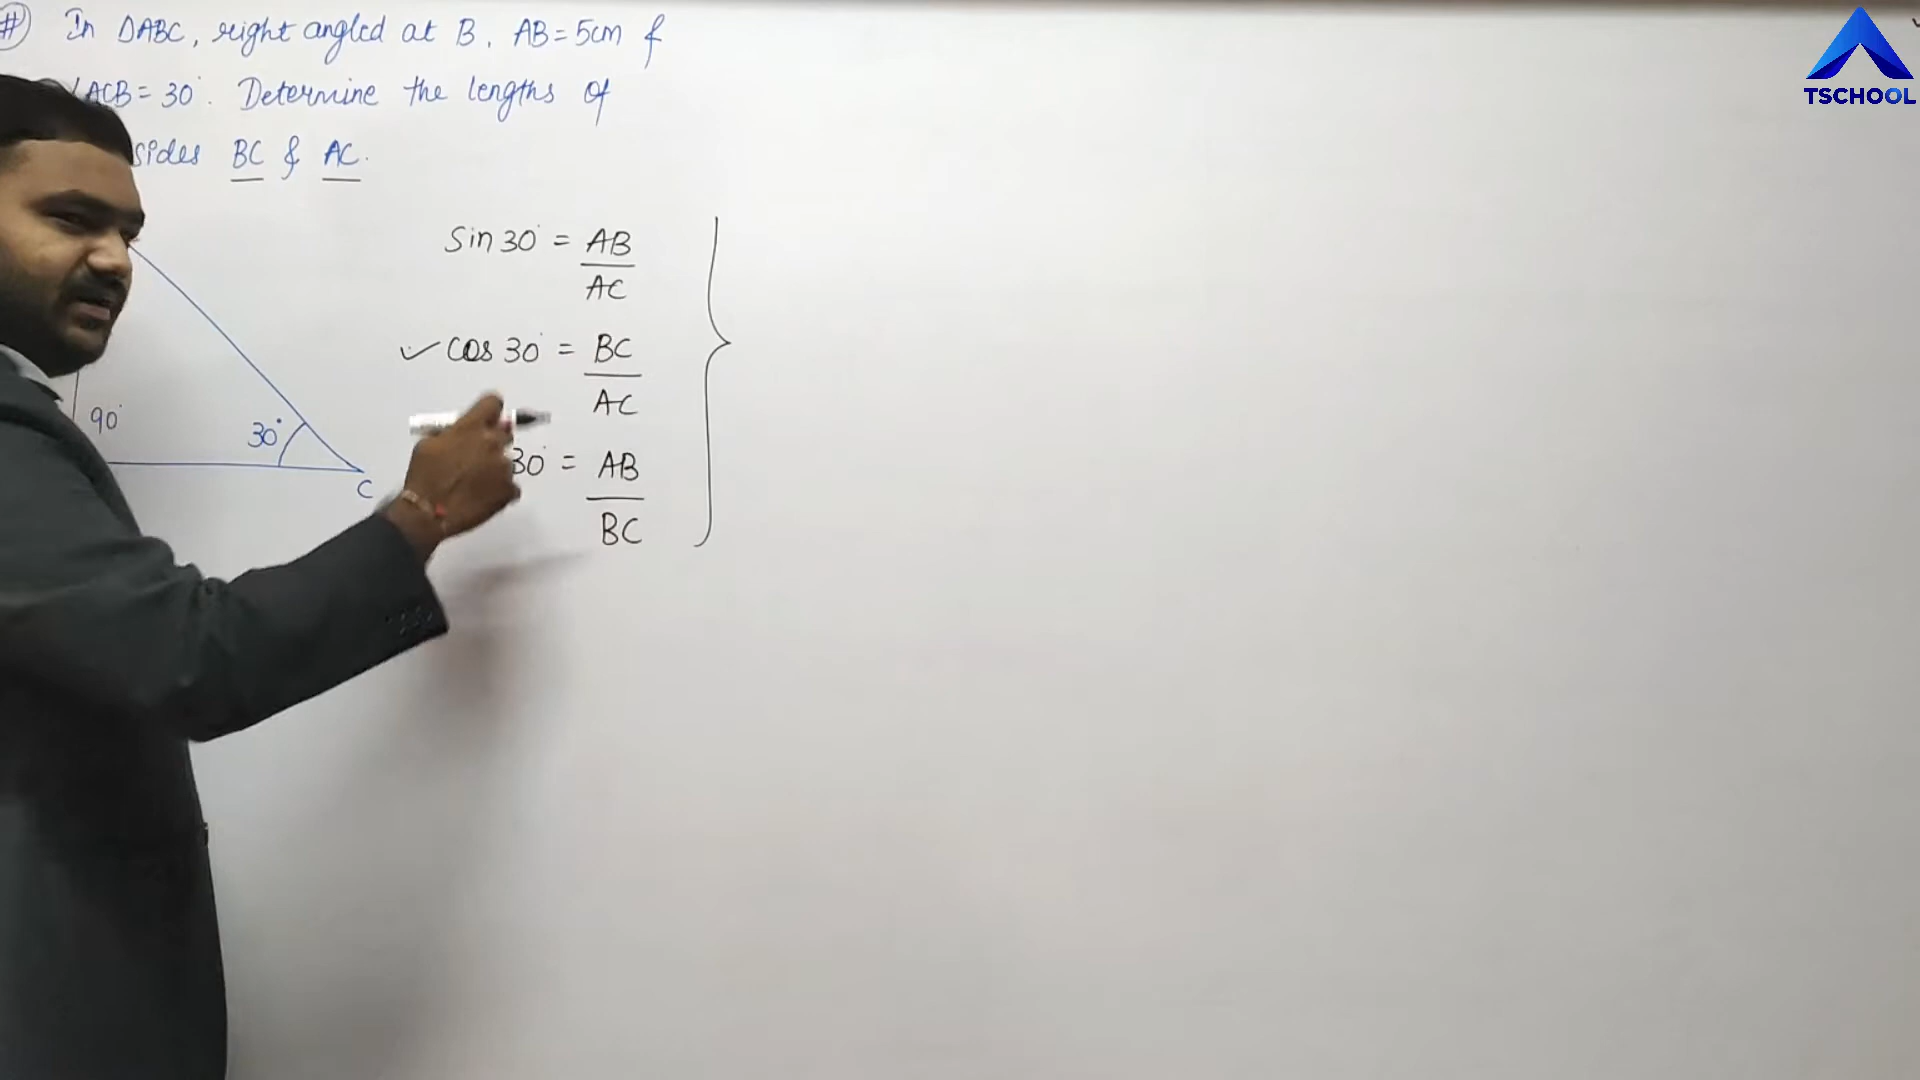 # In ΔABC, right angled at B, AB = 5cm &
∠ACB = 30°. Determine the lengths of
sides BC & AC.
Sin 30° = AB
AC
✓ Cos 30° = BC
AC
30° = AB
BC
90°
30°
C
TSCHOOL